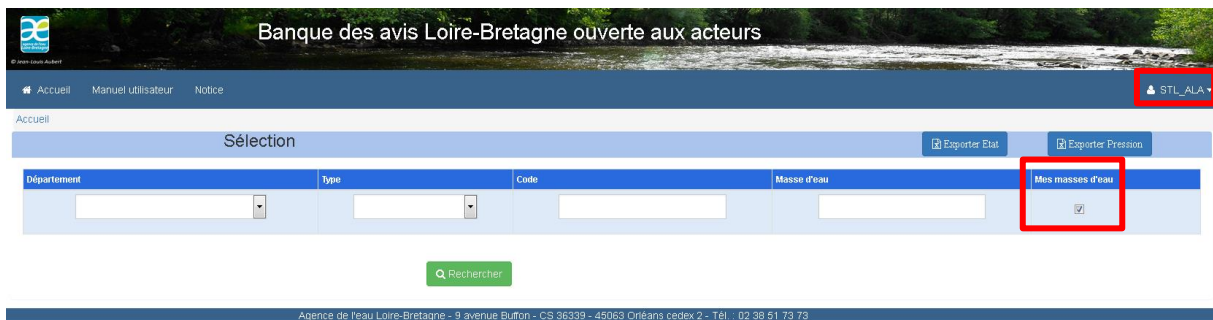 Banque des avis Loire-Bretagne ouverte aux acteurs
© Jean-Louis Aubert
Accueil Manuel utilisateur Notice STL_ALA
Accueil
Sélection Exporter Etat Exporter Pression
Département Type Code Masse d'eau Mes masses d'eau
Rechercher
Agence de l'eau Loire-Bretagne - 9 avenue Buffon - CS 36339 - 45063 Orléans cedex 2 - Tél. : 02 38 51 73 73